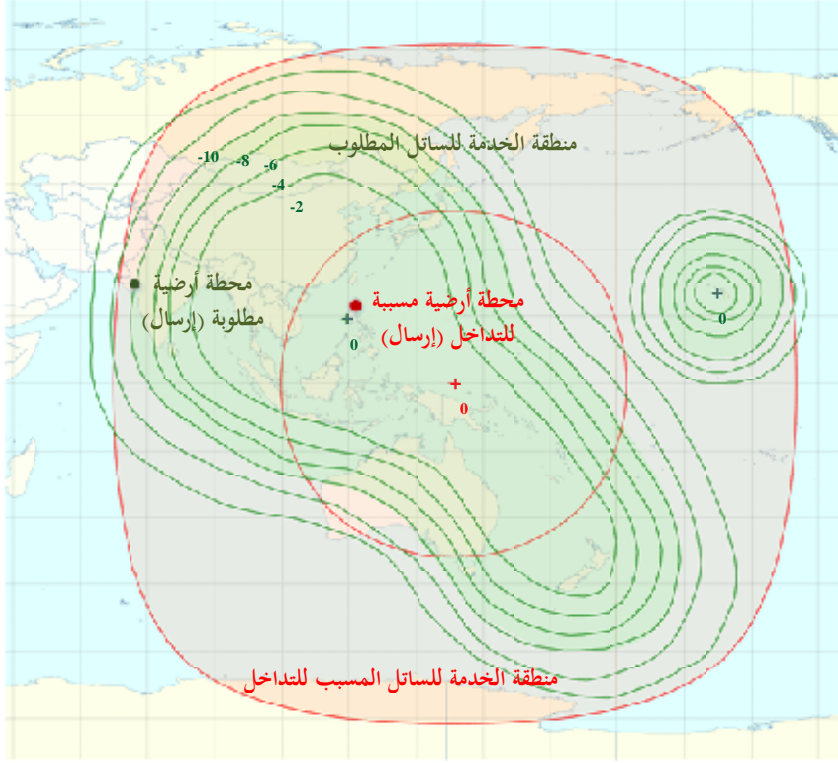 منطقة الخدمة للساتل المطلوب
-10
-8
-6
-4
-2
محطة أرضية
مطلوبة (إرسال)
محطة أرضية مسببة
للتداخل (إرسال)
0
0
0
منطقة الخدمة للساتل المسبب للتداخل